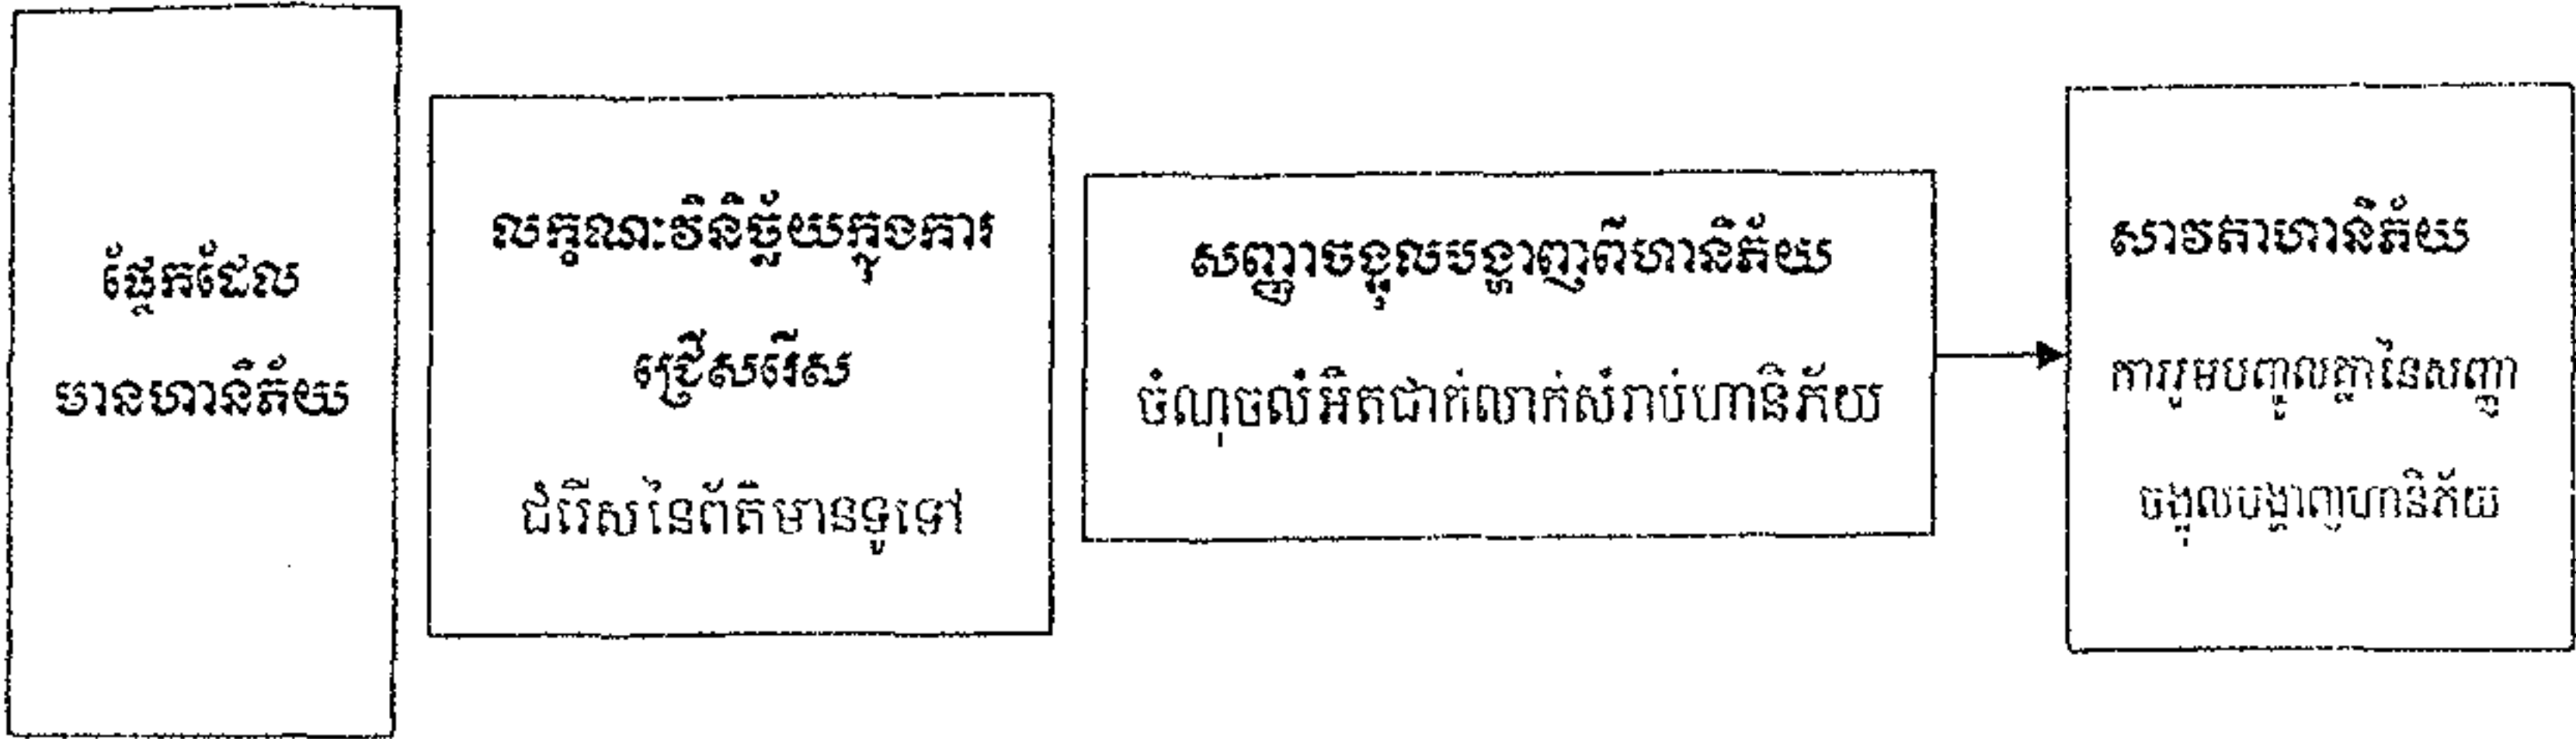 ផ្នែកដែល
មានហានិភ័យ
លក្ខណៈវិនិច្ឆ័យក្នុងការ
ជ្រើសរើស
ជំរើសនៃព័ត៌មានទូទៅ
សញ្ញាចង្អុលបង្ហាញពីហានិភ័យ
ចំណុចលំអិតជាក់លាក់សំរាប់ហានិភ័យ
សាវតាហានិភ័យ
ការរួមបញ្ចូលគ្នានៃសញ្ញា
ចង្អុលបង្ហាញហានិភ័យ